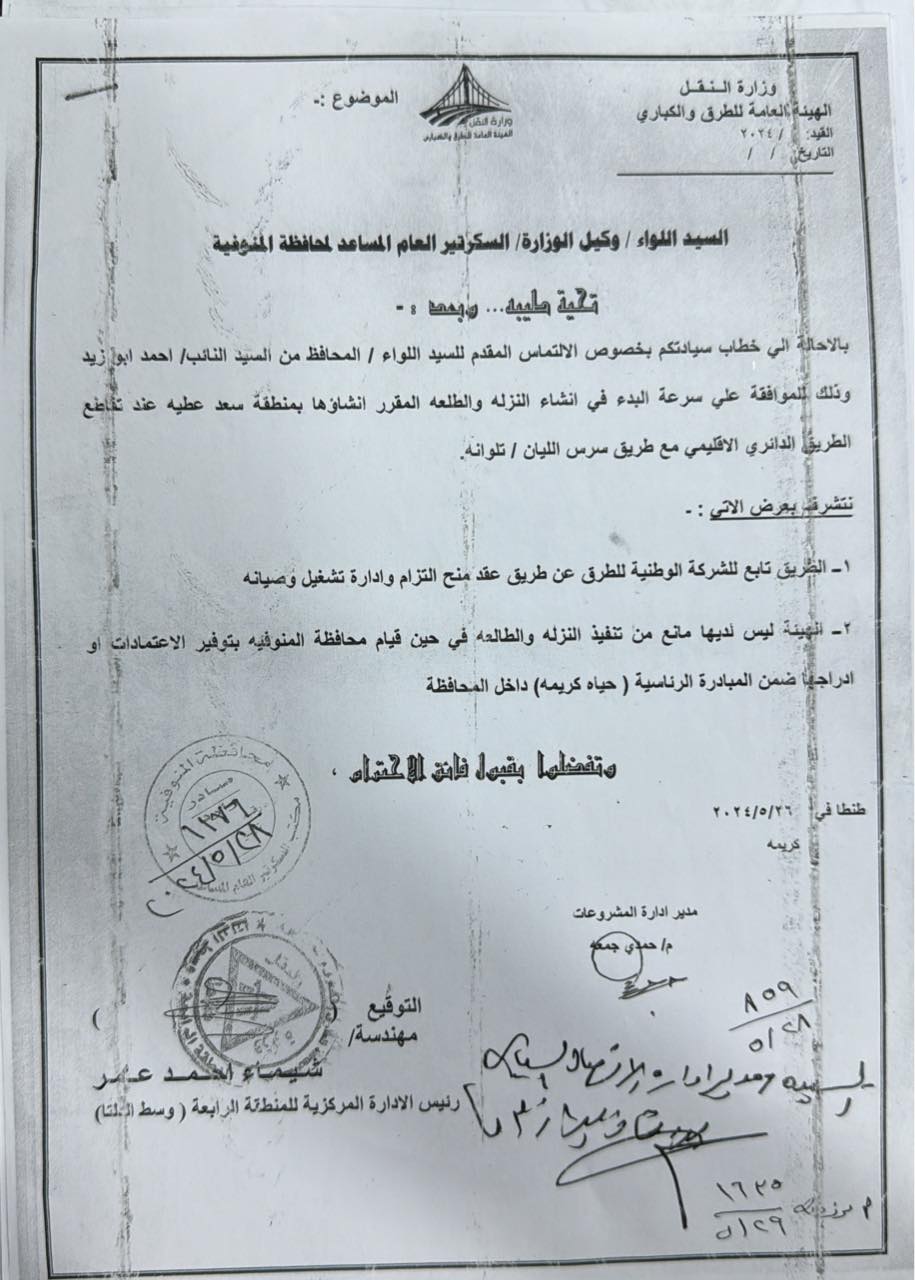 وزارة النقل
الهيئة العامة للطرق والكباري
القيد: / ٢٠٢٤
التاريخ: / /
الموضوع :-
وزارة النقل
الهيئة العامة للطرق والكباري
السيد اللواء / وكيل الوزارة/ السكرتير العام المساعد لمحافظة المنوفية
تحية طيبه... وبعد :-
بالاحالة الي خطاب سيادتكم بخصوص الالتماس المقدم للسيد اللواء / المحافظ من السيد النائب/ احمد ابو زيد
وذلك للموافقة علي سرعة البدء في انشاء النزله والطلعه المقرر انشاؤها بمنطقة سعد عطيه عند تقاطع
الطريق الدائري الاقليمي مع طريق سرس الليان / تلوانه.
نتشرف بعرض الاتي :-
١- الطريق تابع للشركة الوطنية للطرق عن طريق عقد منح التزام وادارة تشغيل وصيانه
٢- الهيئة ليس لديها مانع من تنفيذ النزله والطالعه في حين قيام محافظة المنوفيه بتوفير الاعتمادات او
ادراجها ضمن المبادرة الرئاسية ( حياه كريمه) داخل المحافظة
وتفضلوا بقبول فائق الاحترام ،
محافظة المنوفية
صادر
١٢٧٦
٢٠٢٤/٥/٢٨
مكتب السكرتير العام المساعد
طنطا في ٢٠٢٤/٥/٢٦
كريمه
مدير ادارة المشروعات
م/ حمدي جمعه
٨٥٩
٥/٢٨
التوقيع ( )
مهندسة/
شيماء احمد عمر
رئيس الادارة المركزية للمنطقة الرابعة ( وسط الدلتا)
١٦٣٥
٥/٢٩